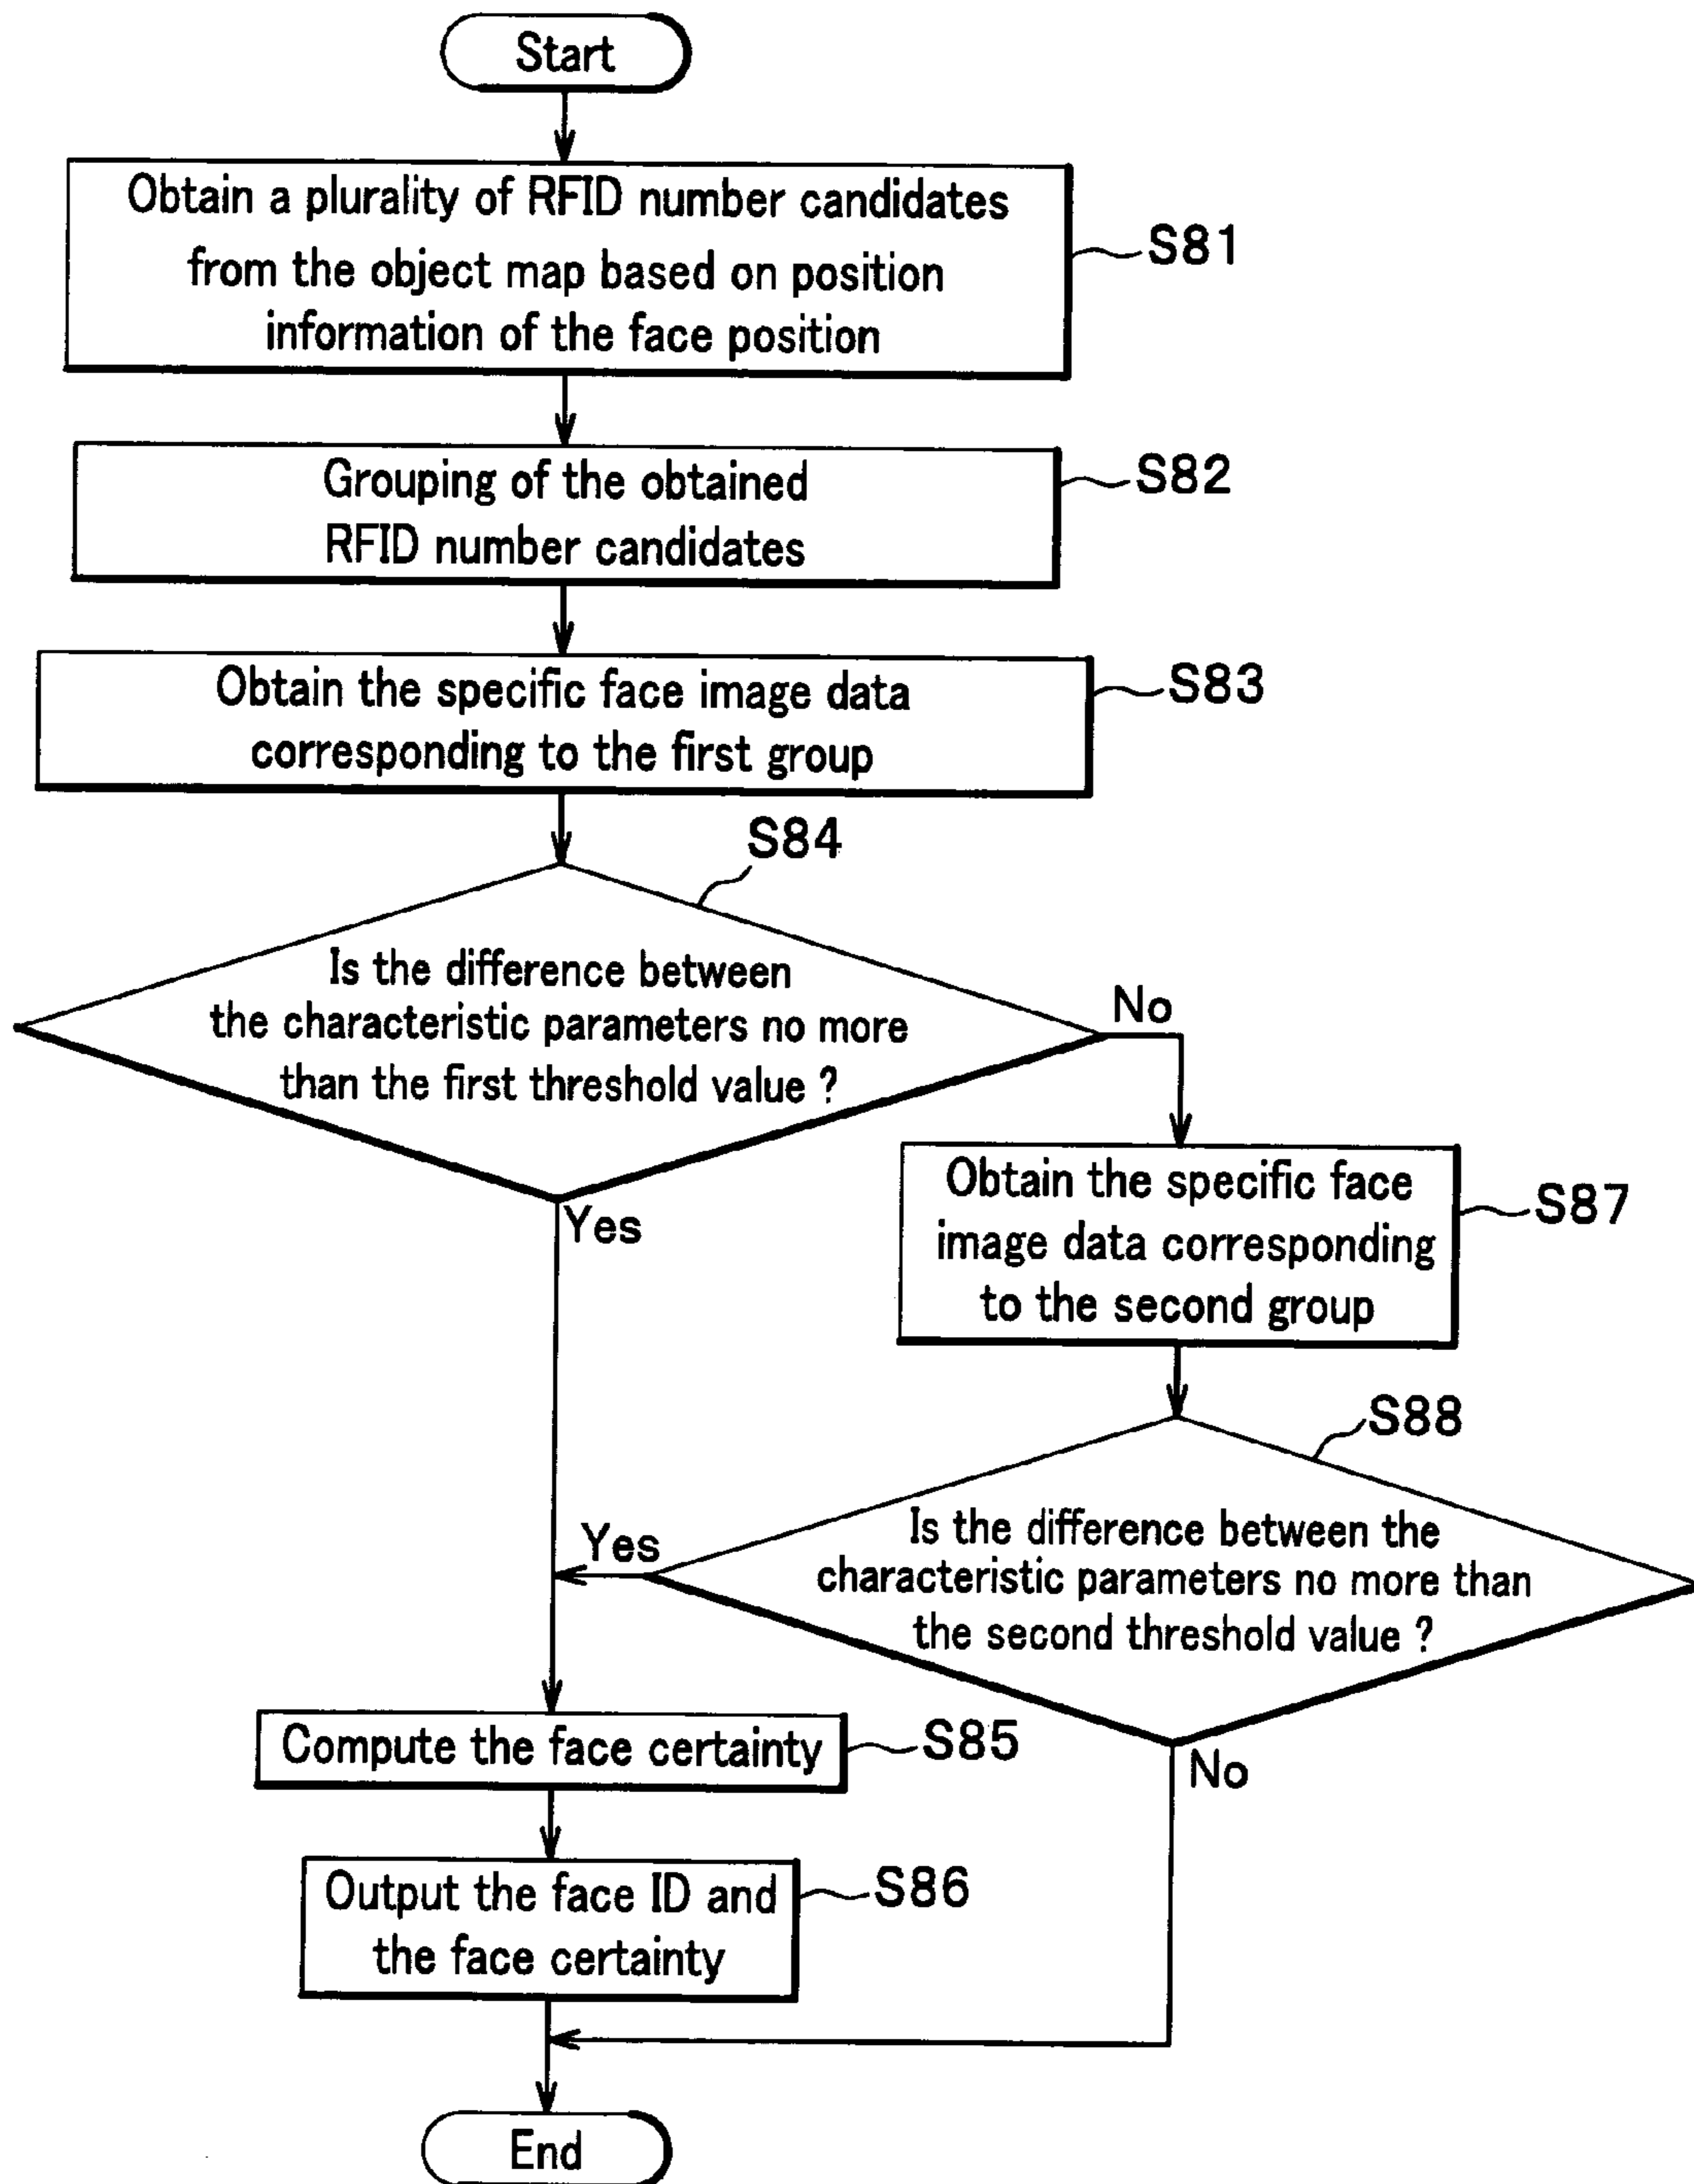 Start
Obtain a plurality of RFID number candidates
from the object map based on position
information of the face position
S81
Grouping of the obtained
RFID number candidates
S82
Obtain the specific face image data
corresponding to the first group
S83
S84
Is the difference between
the characteristic parameters no more
than the first threshold value ?
No
Yes
Obtain the specific face
image data corresponding
to the second group
S87
S88
Is the difference between the
characteristic parameters no more than
the second threshold value ?
Yes
No
Compute the face certainty
S85
Output the face ID and
the face certainty
S86
End